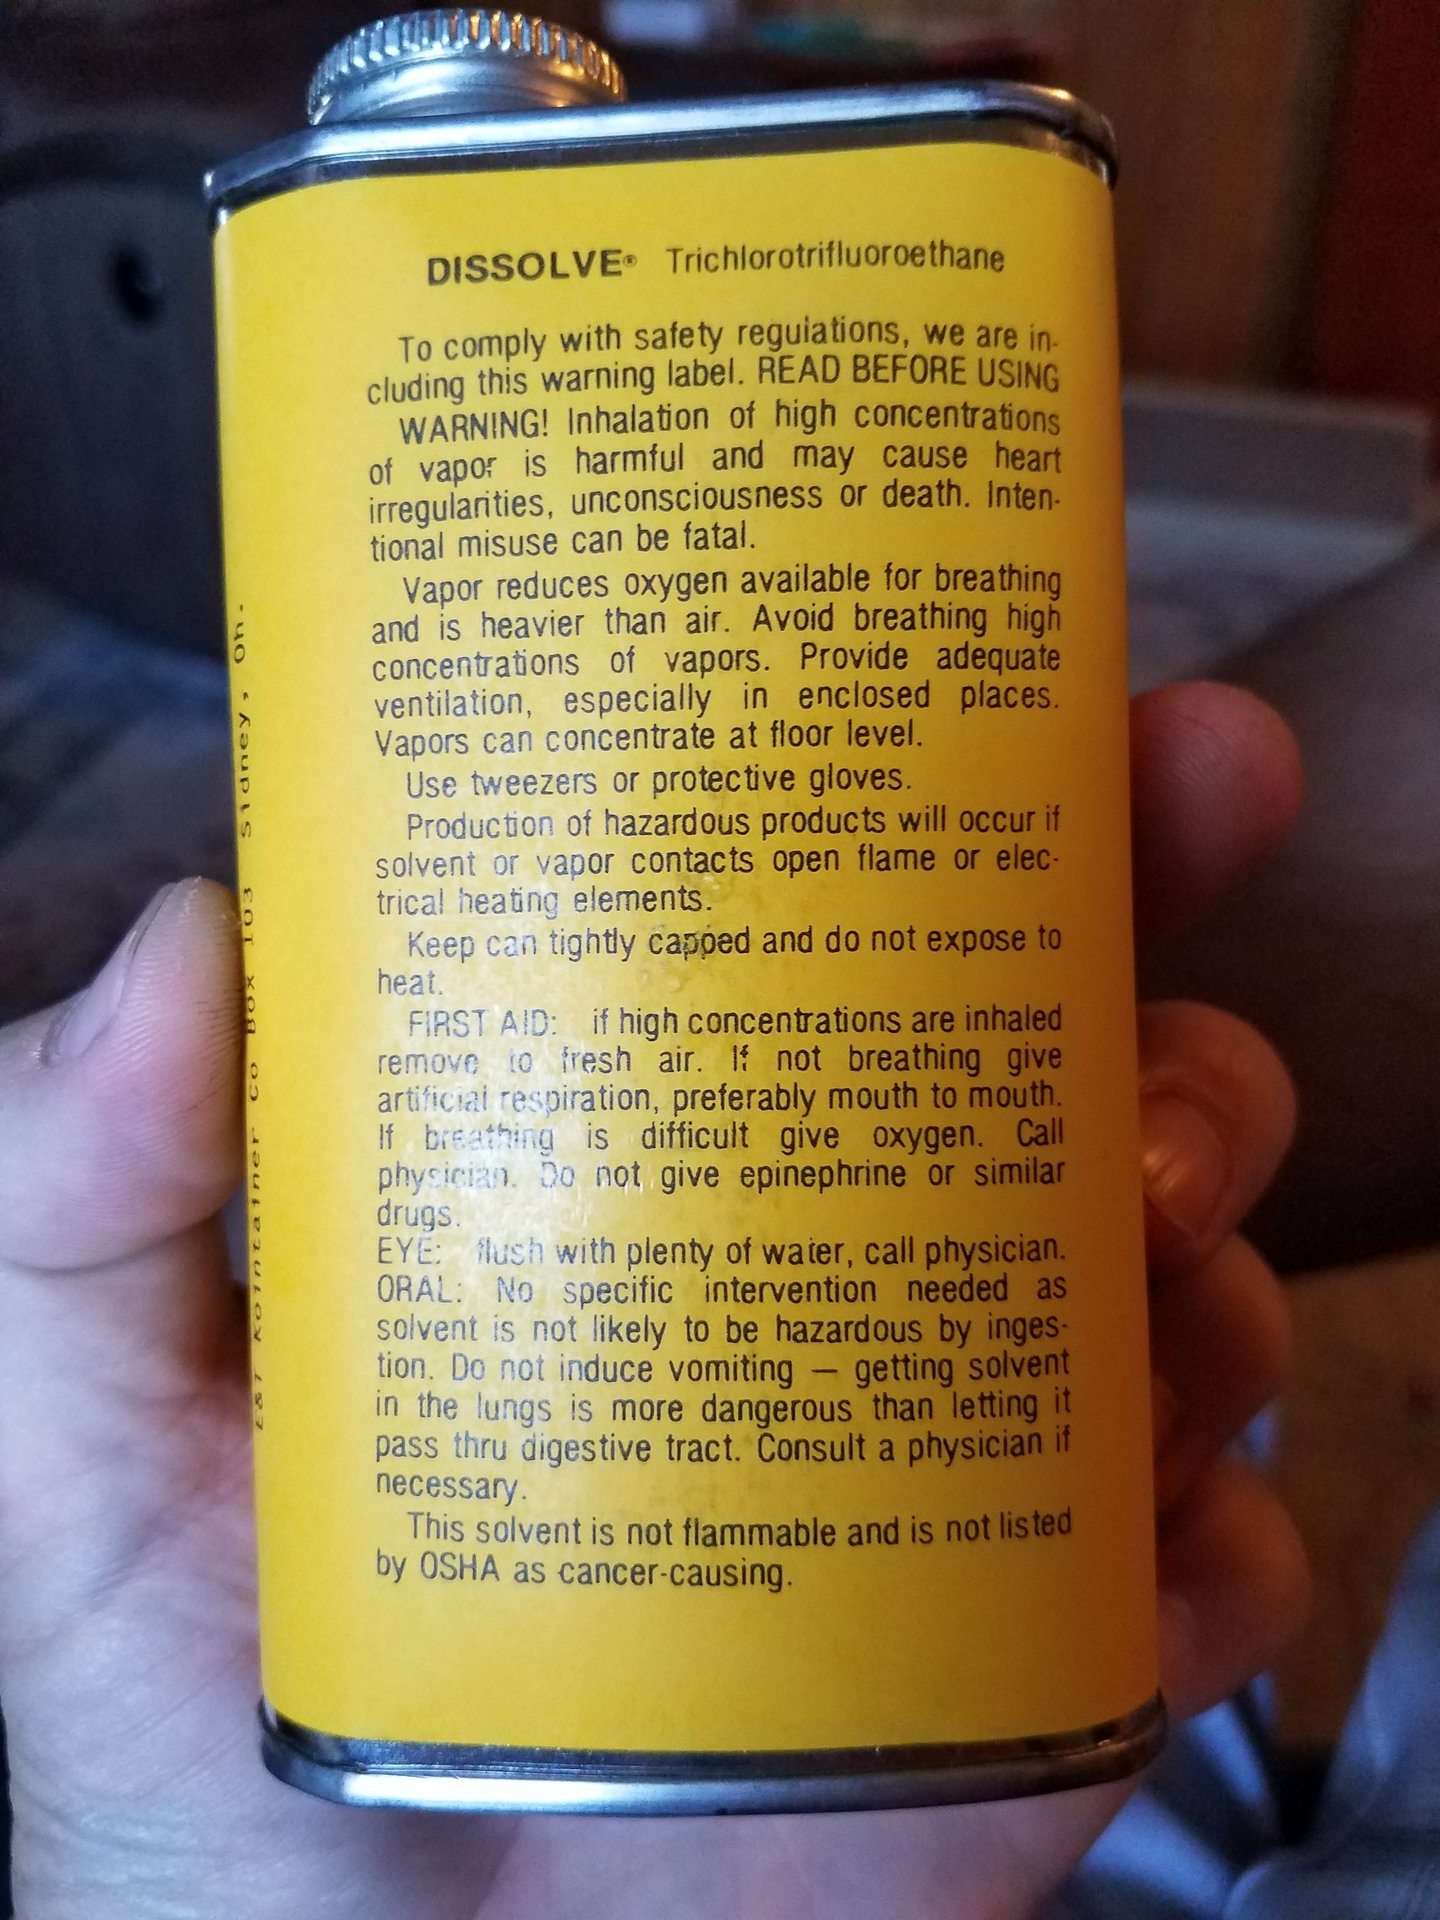 DISSOLVE® Trichlorotrifluoroethane
To comply with safety regulations, we are in-
cluding this warning label. READ BEFORE USING
WARNING! Inhalation of high concentrations
of vapor is harmful and may cause heart
irregularities, unconsciousness or death. Inten-
tional misuse can be fatal.
Vapor reduces oxygen available for breathing
and is heavier than air. Avoid breathing high
concentrations of vapors. Provide adequate
ventilation, especially in enclosed places.
Vapors can concentrate at floor level.
Use tweezers or protective gloves.
Production of hazardous products will occur if
solvent or vapor contacts open flame or elec-
trical heating elements.
Keep can tightly capped and do not expose to
heat.
FIRST AID: if high concentrations are inhaled
remove to fresh air. If not breathing give
artificial respiration, preferably mouth to mouth.
If breathing is difficult give oxygen. Call
physician. Do not give epinephrine or similar
drugs.
EYE: flush with plenty of water, call physician.
ORAL: No specific intervention needed as
solvent is not likely to be hazardous by inges-
tion. Do not induce vomiting — getting solvent
in the lungs is more dangerous than letting it
pass thru digestive tract. Consult a physician if
necessary.
This solvent is not flammable and is not listed
by OSHA as cancer-causing.
E&T Kointainer Co Box 103 Sidney, Oh.